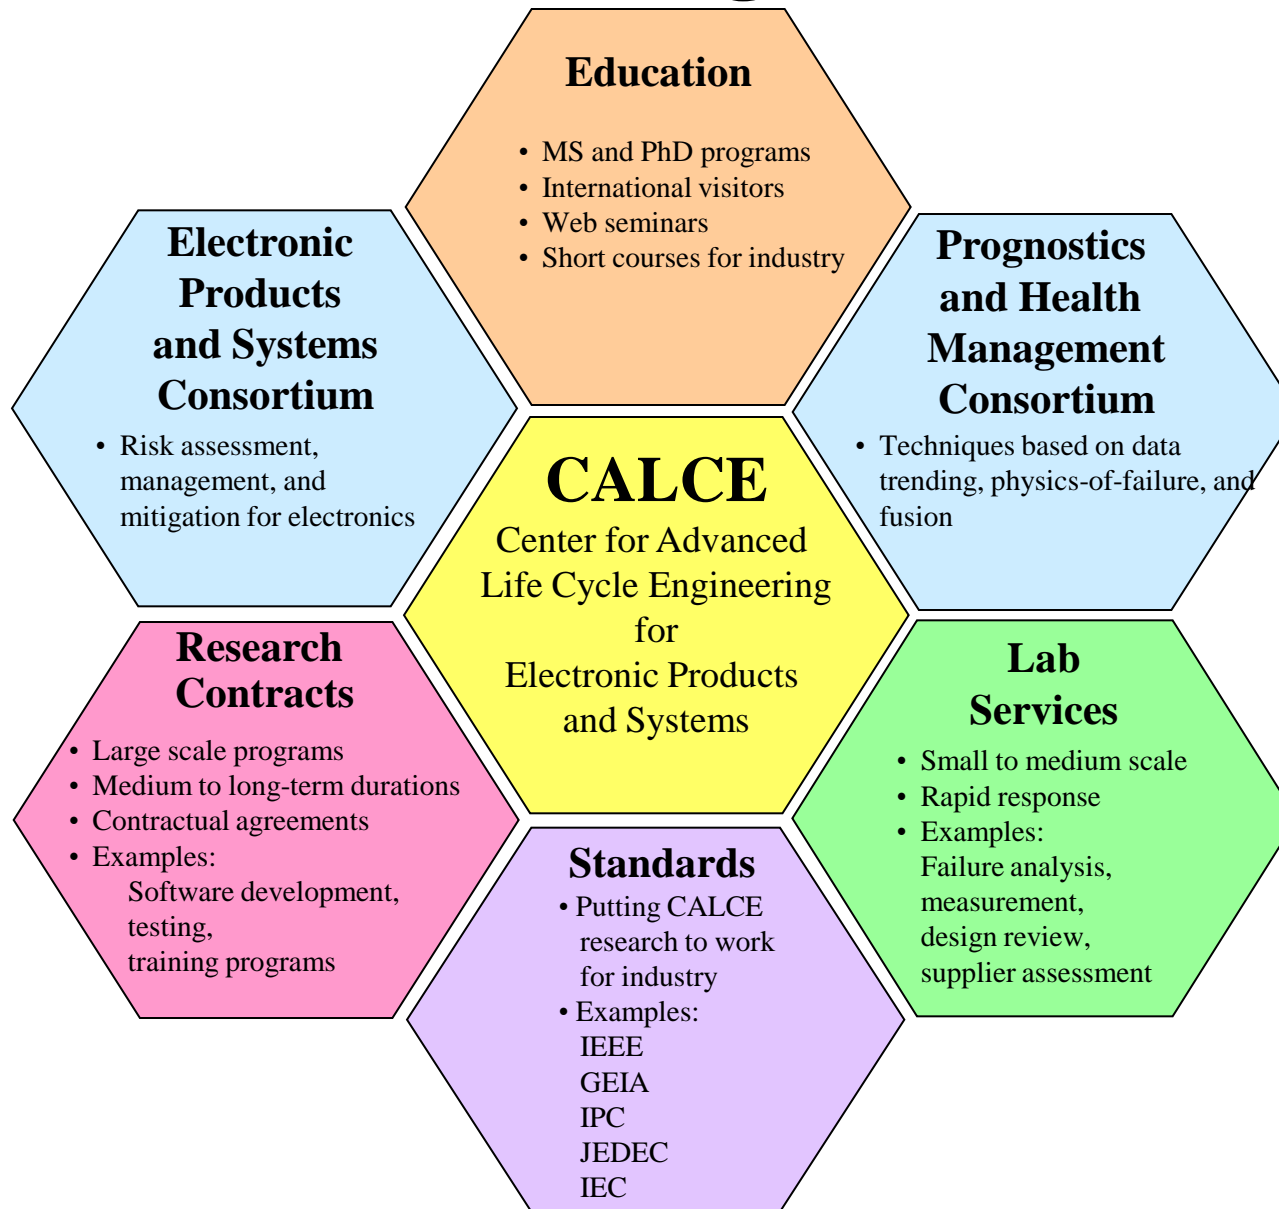 Education
• MS and PhD programs
• International visitors
• Web seminars
• Short courses for industry
Electronic
Products
and Systems
Consortium
• Risk assessment,
management, and
mitigation for electronics
Prognostics
and Health
Management
Consortium
• Techniques based on data
trending, physics-of-failure, and
fusion
CALCE
Center for Advanced
Life Cycle Engineering
for
Electronic Products
and Systems
Research
Contracts
• Large scale programs
• Medium to long-term durations
• Contractual agreements
• Examples:
Software development,
testing,
training programs
Lab
Services
• Small to medium scale
• Rapid response
• Examples:
Failure analysis,
measurement,
design review,
supplier assessment
Standards
• Putting CALCE
research to work
for industry
• Examples:
IEEE
GEIA
IPC
JEDEC
IEC